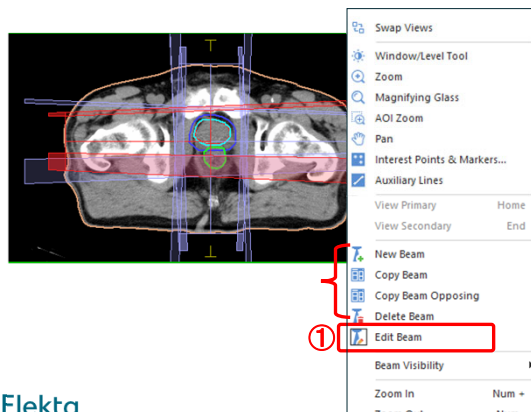 Swap Views
Window/Level Tool
Zoom
Magnifying Glass
AOI Zoom
Pan
Interest Points & Markers...
Auxiliary Lines
View Primary Home
View Secondary End
New Beam
Copy Beam
Copy Beam Opposing
Delete Beam
① Edit Beam
Beam Visibility
Zoom In Num +
Elekta